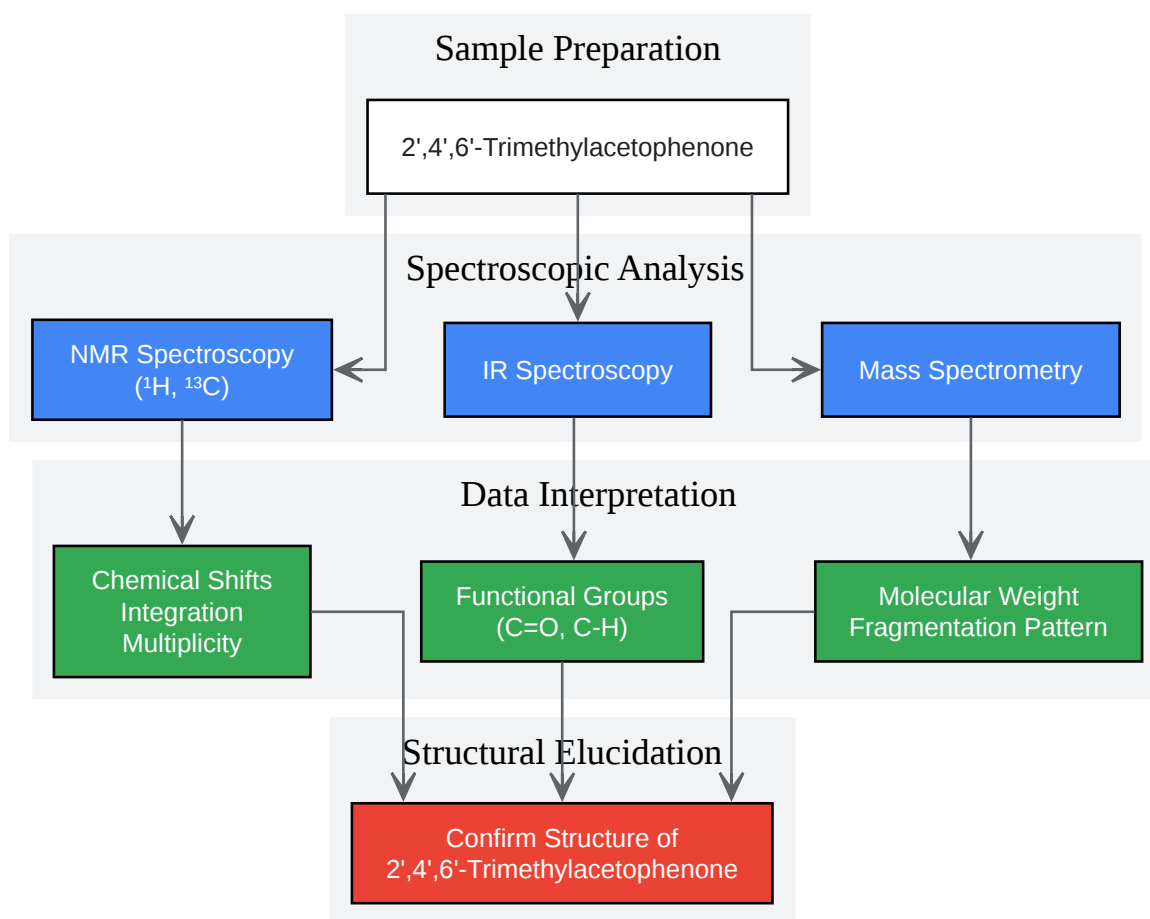 Sample Preparation
2',4',6'-Trimethylacetophenone
Spectroscopic Analysis
NMR Spectroscopy
(¹H, ¹³C)
IR Spectroscopy
Mass Spectrometry
Data Interpretation
Chemical Shifts
Integration
Multiplicity
Functional Groups
(C=O, C-H)
Molecular Weight
Fragmentation Pattern
Structural Elucidation
Confirm Structure of
2',4',6'-Trimethylacetophenone